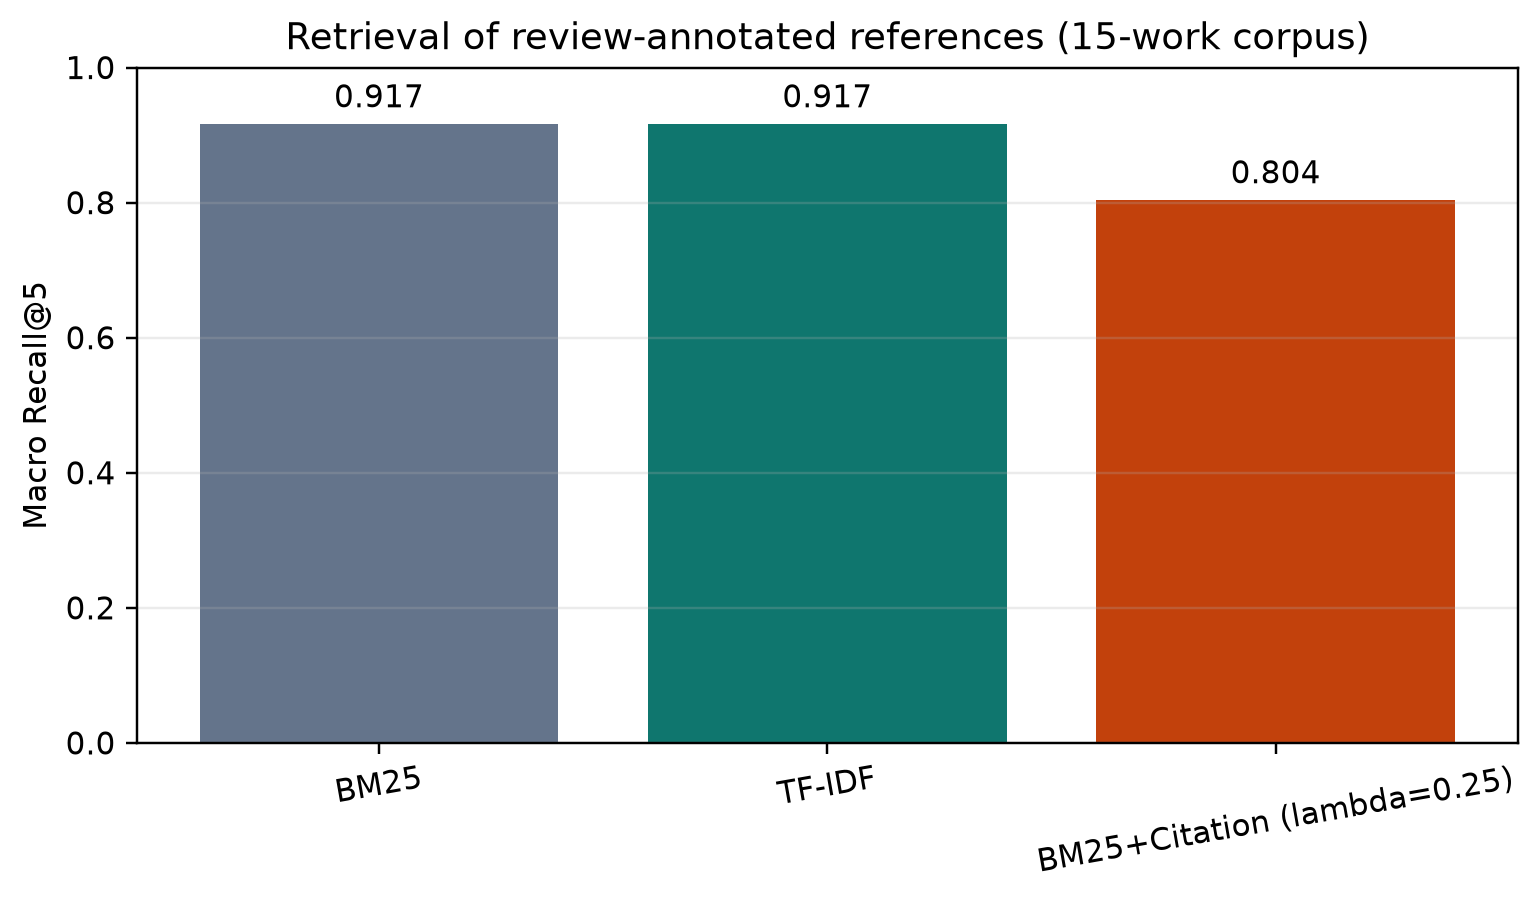 Retrieval of review-annotated references (15-work corpus)
Macro Recall@5
1.0
0.8
0.6
0.4
0.2
0.0
0.917
0.917
0.804
BM25
TF-IDF
BM25+Citation (lambda=0.25)